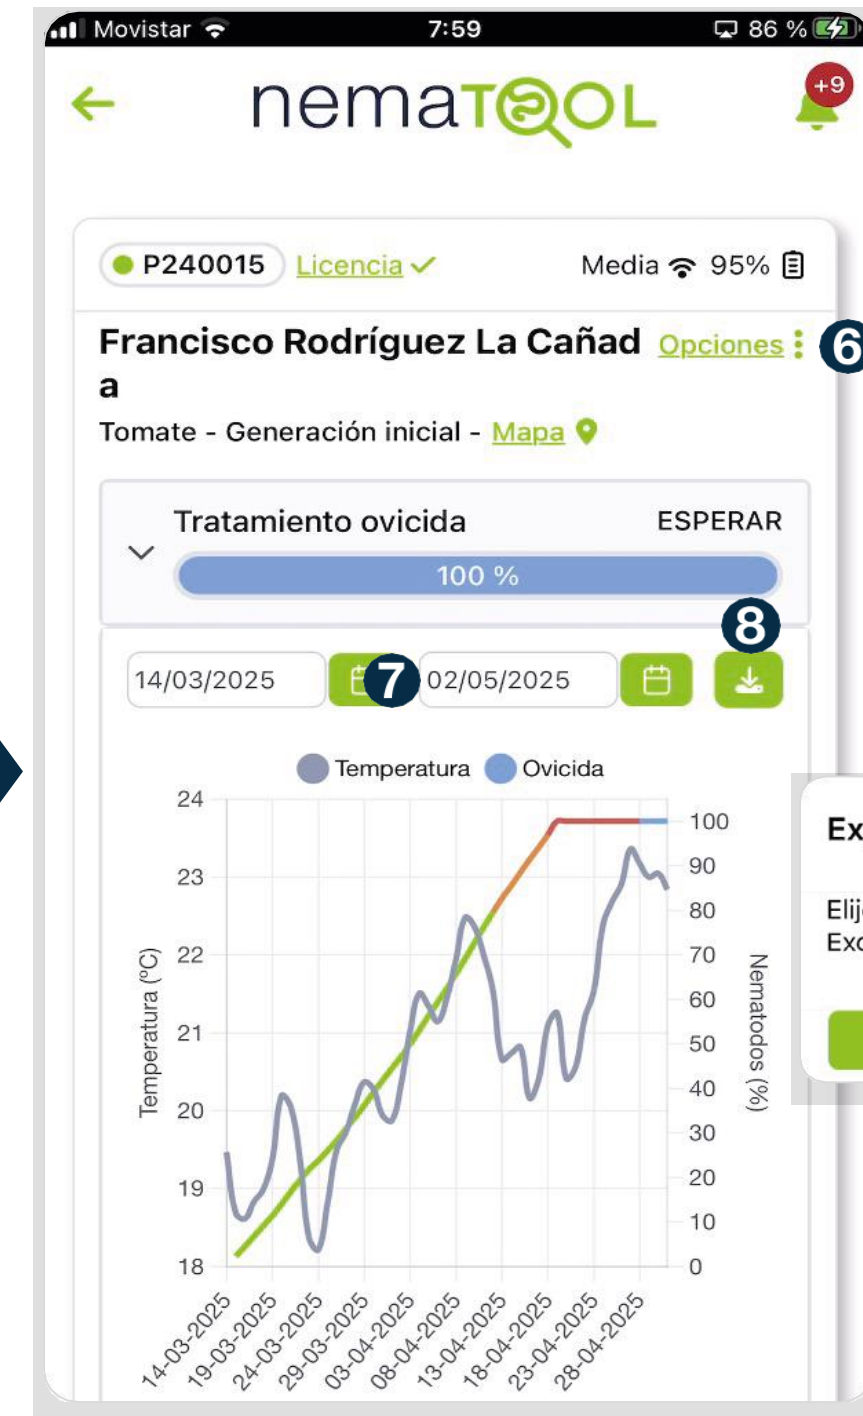 Movistar 7:59 86 %
nemaTOOL
+9
P240015 Licencia Media 95%
Francisco Rodríguez La Cañad
a
Opciones 6
Tomate - Generación inicial - Mapa
Tratamiento ovicida ESPERAR
100 %
8
14/03/2025 7 02/05/2025
Temperatura Ovicida
24
23
22
21
20
19
18
Temperatura (ºC)
100
90
80
70
60
50
40
30
20
10
0
Nematodos (%)
14-03-2025
19-03-2025
24-03-2025
29-03-2025
03-04-2025
08-04-2025
13-04-2025
18-04-2025
23-04-2025
28-04-2025